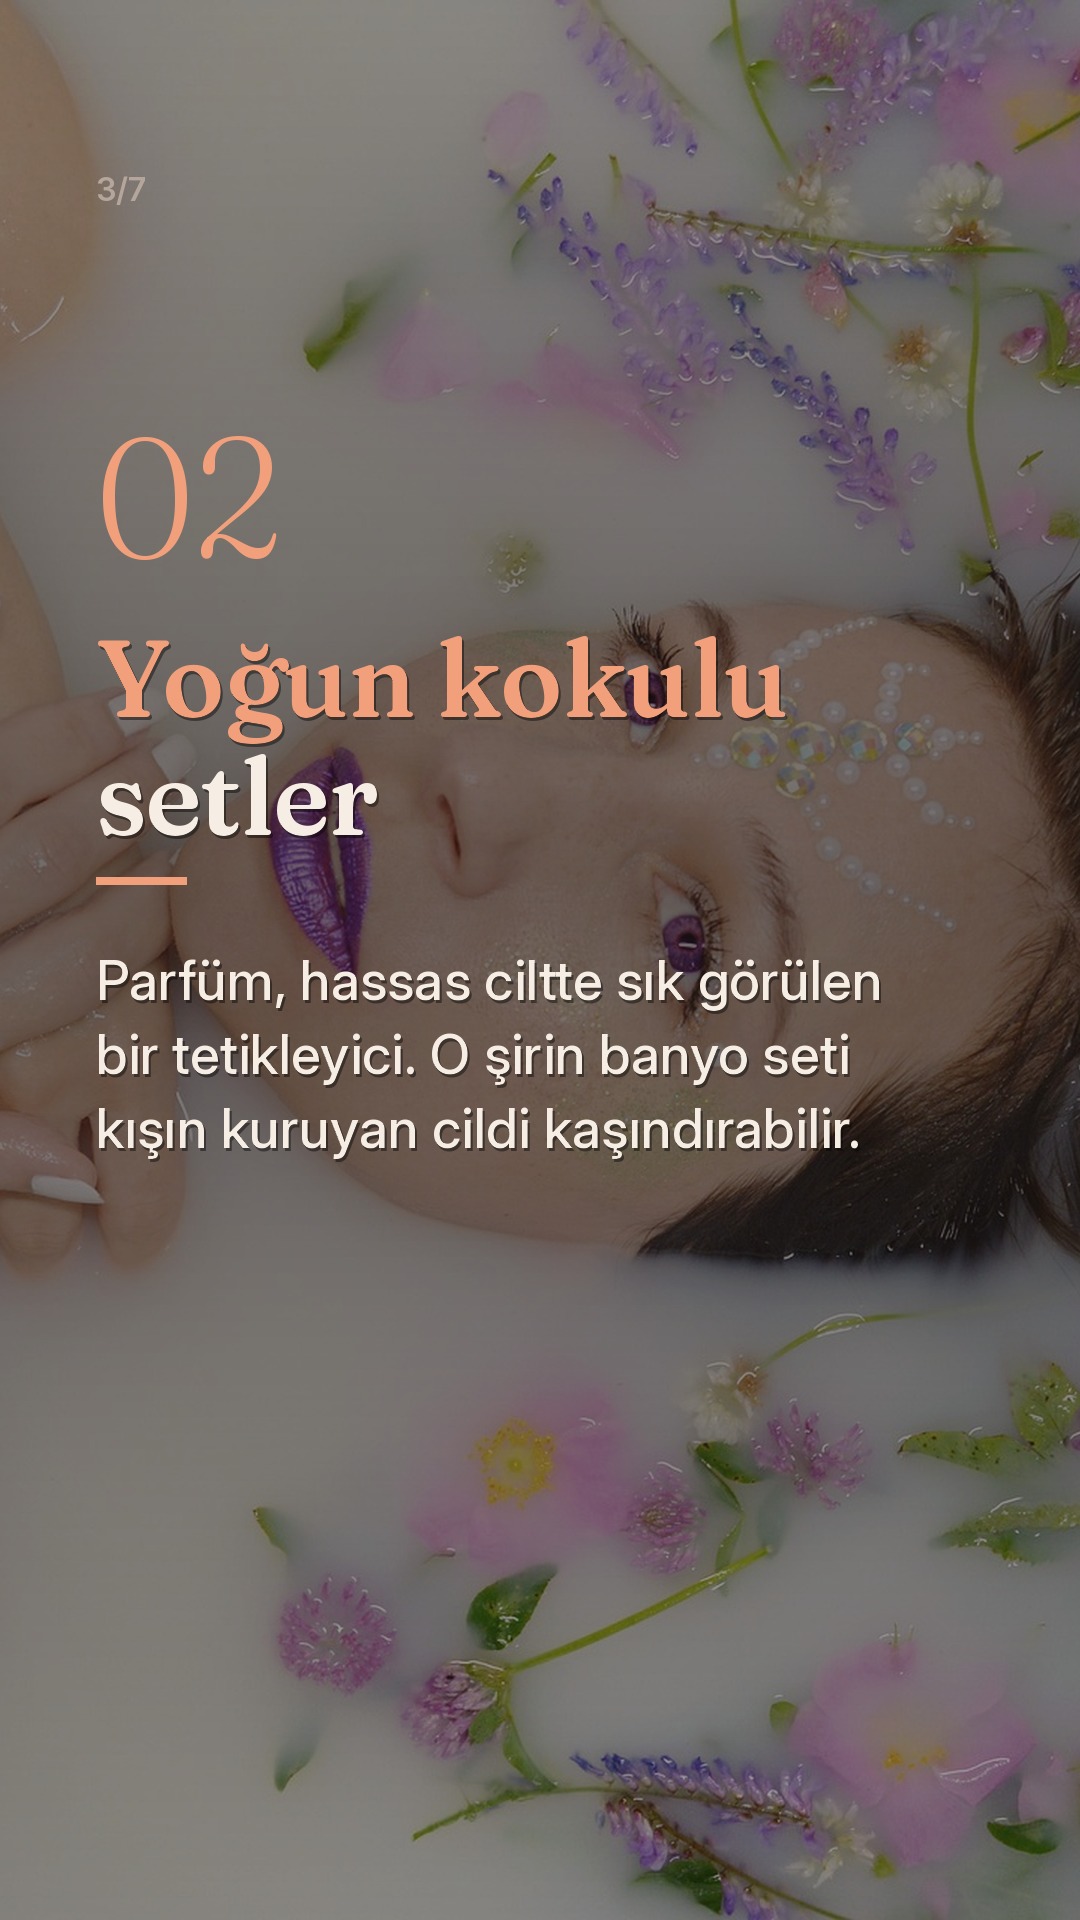 3/7
02
Yoğun kokulu
setler
Parfüm, hassas ciltte sık görülen
bir tetikleyici. O şirin banyo seti
kışın kuruyan cildi kaşındırabilir.